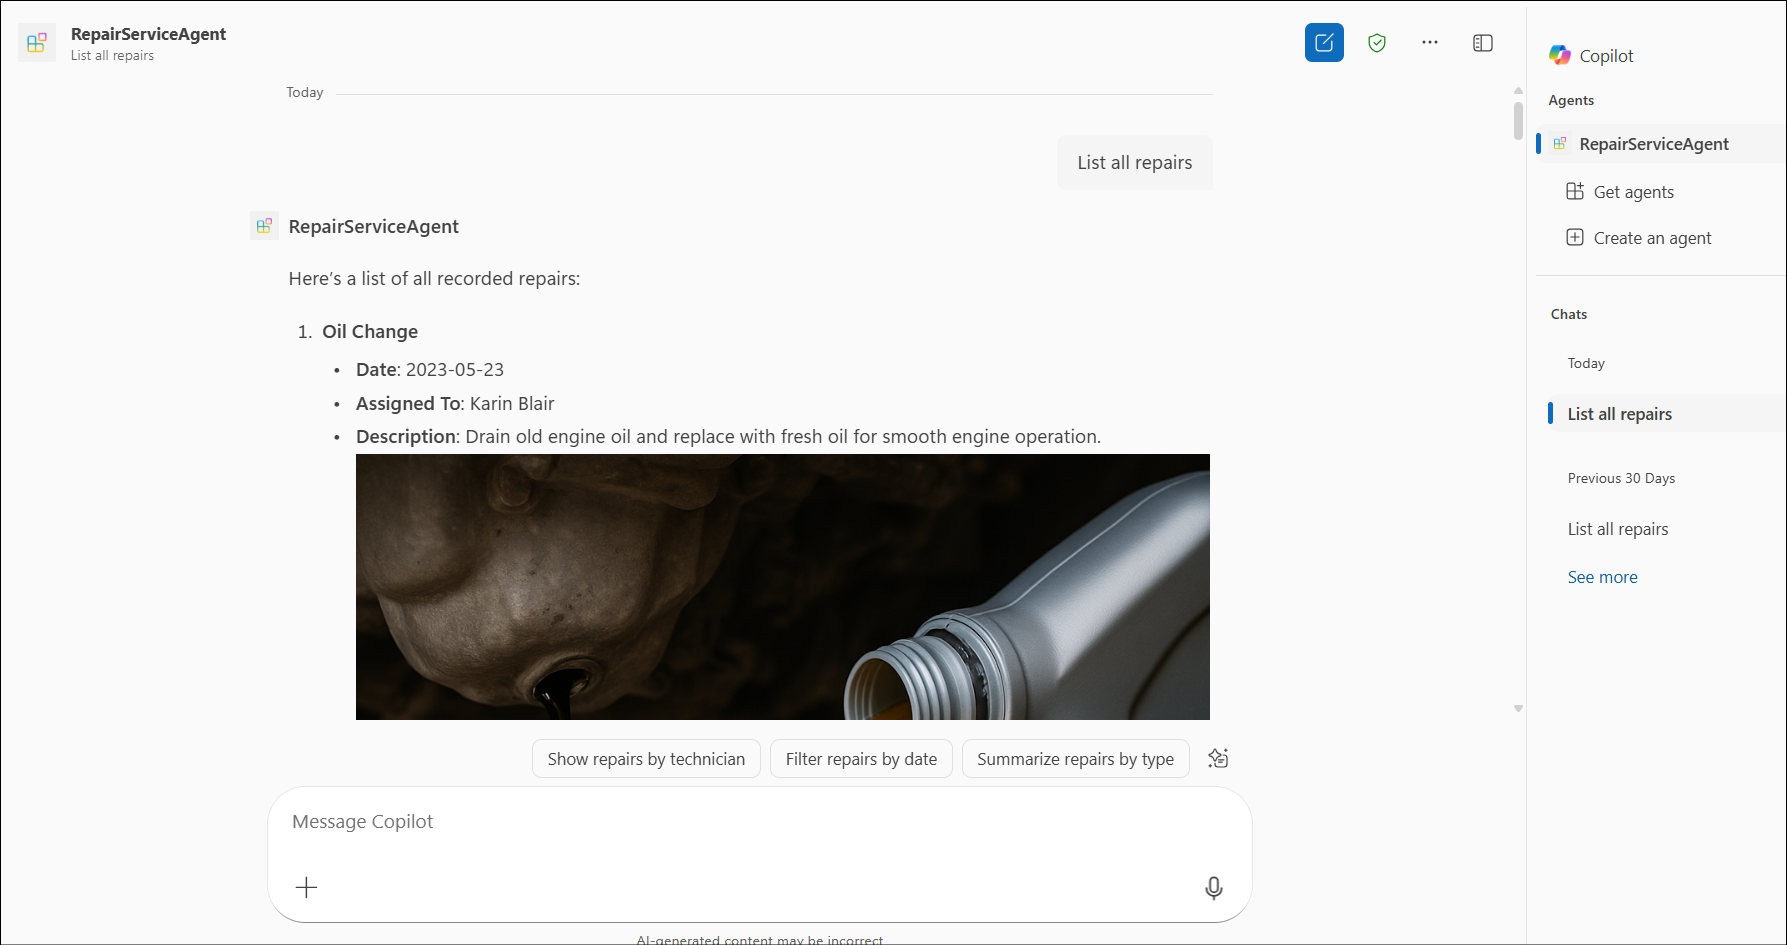 RepairServiceAgent
List all repairs
Today
List all repairs
RepairServiceAgent
Here's a list of all recorded repairs:
1. Oil Change
• Date: 2023-05-23
• Assigned To: Karin Blair
• Description: Drain old engine oil and replace with fresh oil for smooth engine operation.
Show repairs by technician
Filter repairs by date
Summarize repairs by type
Message Copilot
AI-generated content may be incorrect
Copilot
Agents
RepairServiceAgent
Get agents
Create an agent
Chats
Today
List all repairs
Previous 30 Days
List all repairs
See more